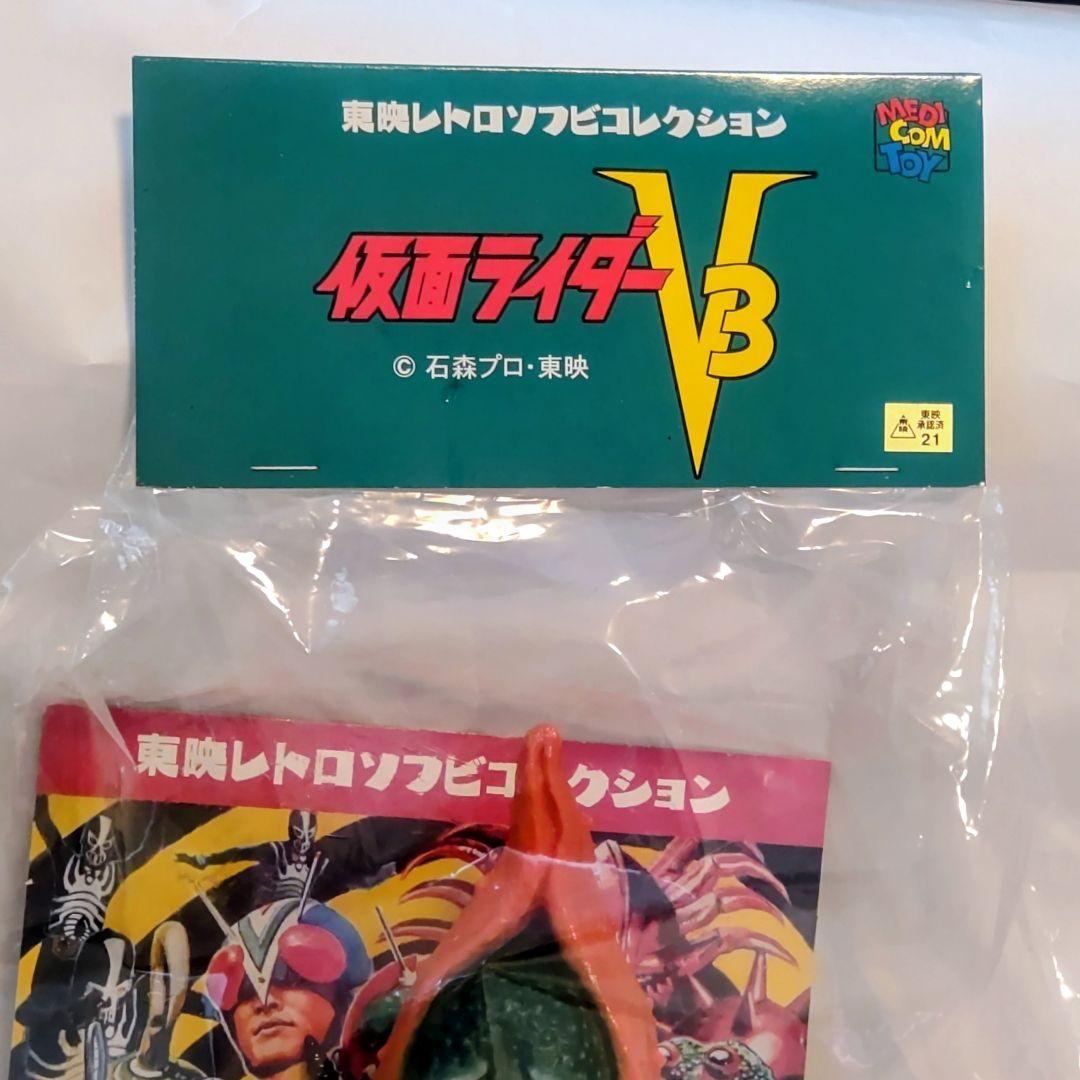 東映レトロソフビコレクション
MEDI
COM
TOY
仮面ライダーV3
© 石森プロ・東映
東映
東映
承認済
21
東映レトロソフビコ クション